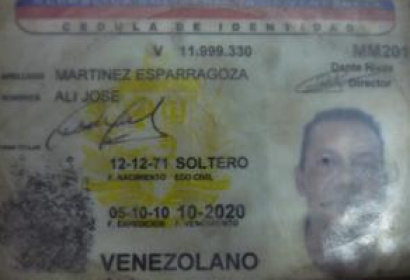 CEDULA DE IDENTIDAD
V 11.999.330 MM201
APELLIDOS MARTINEZ ESPARRAGOZA Dante Rivas
Director
NOMBRES ALI JOSE
12-12-71 SOLTERO
F. NACIMIENTO EDO CIVIL
05-10-10 10-2020
F. EXPEDICION F. VENCIMIENTO
VENEZOLANO